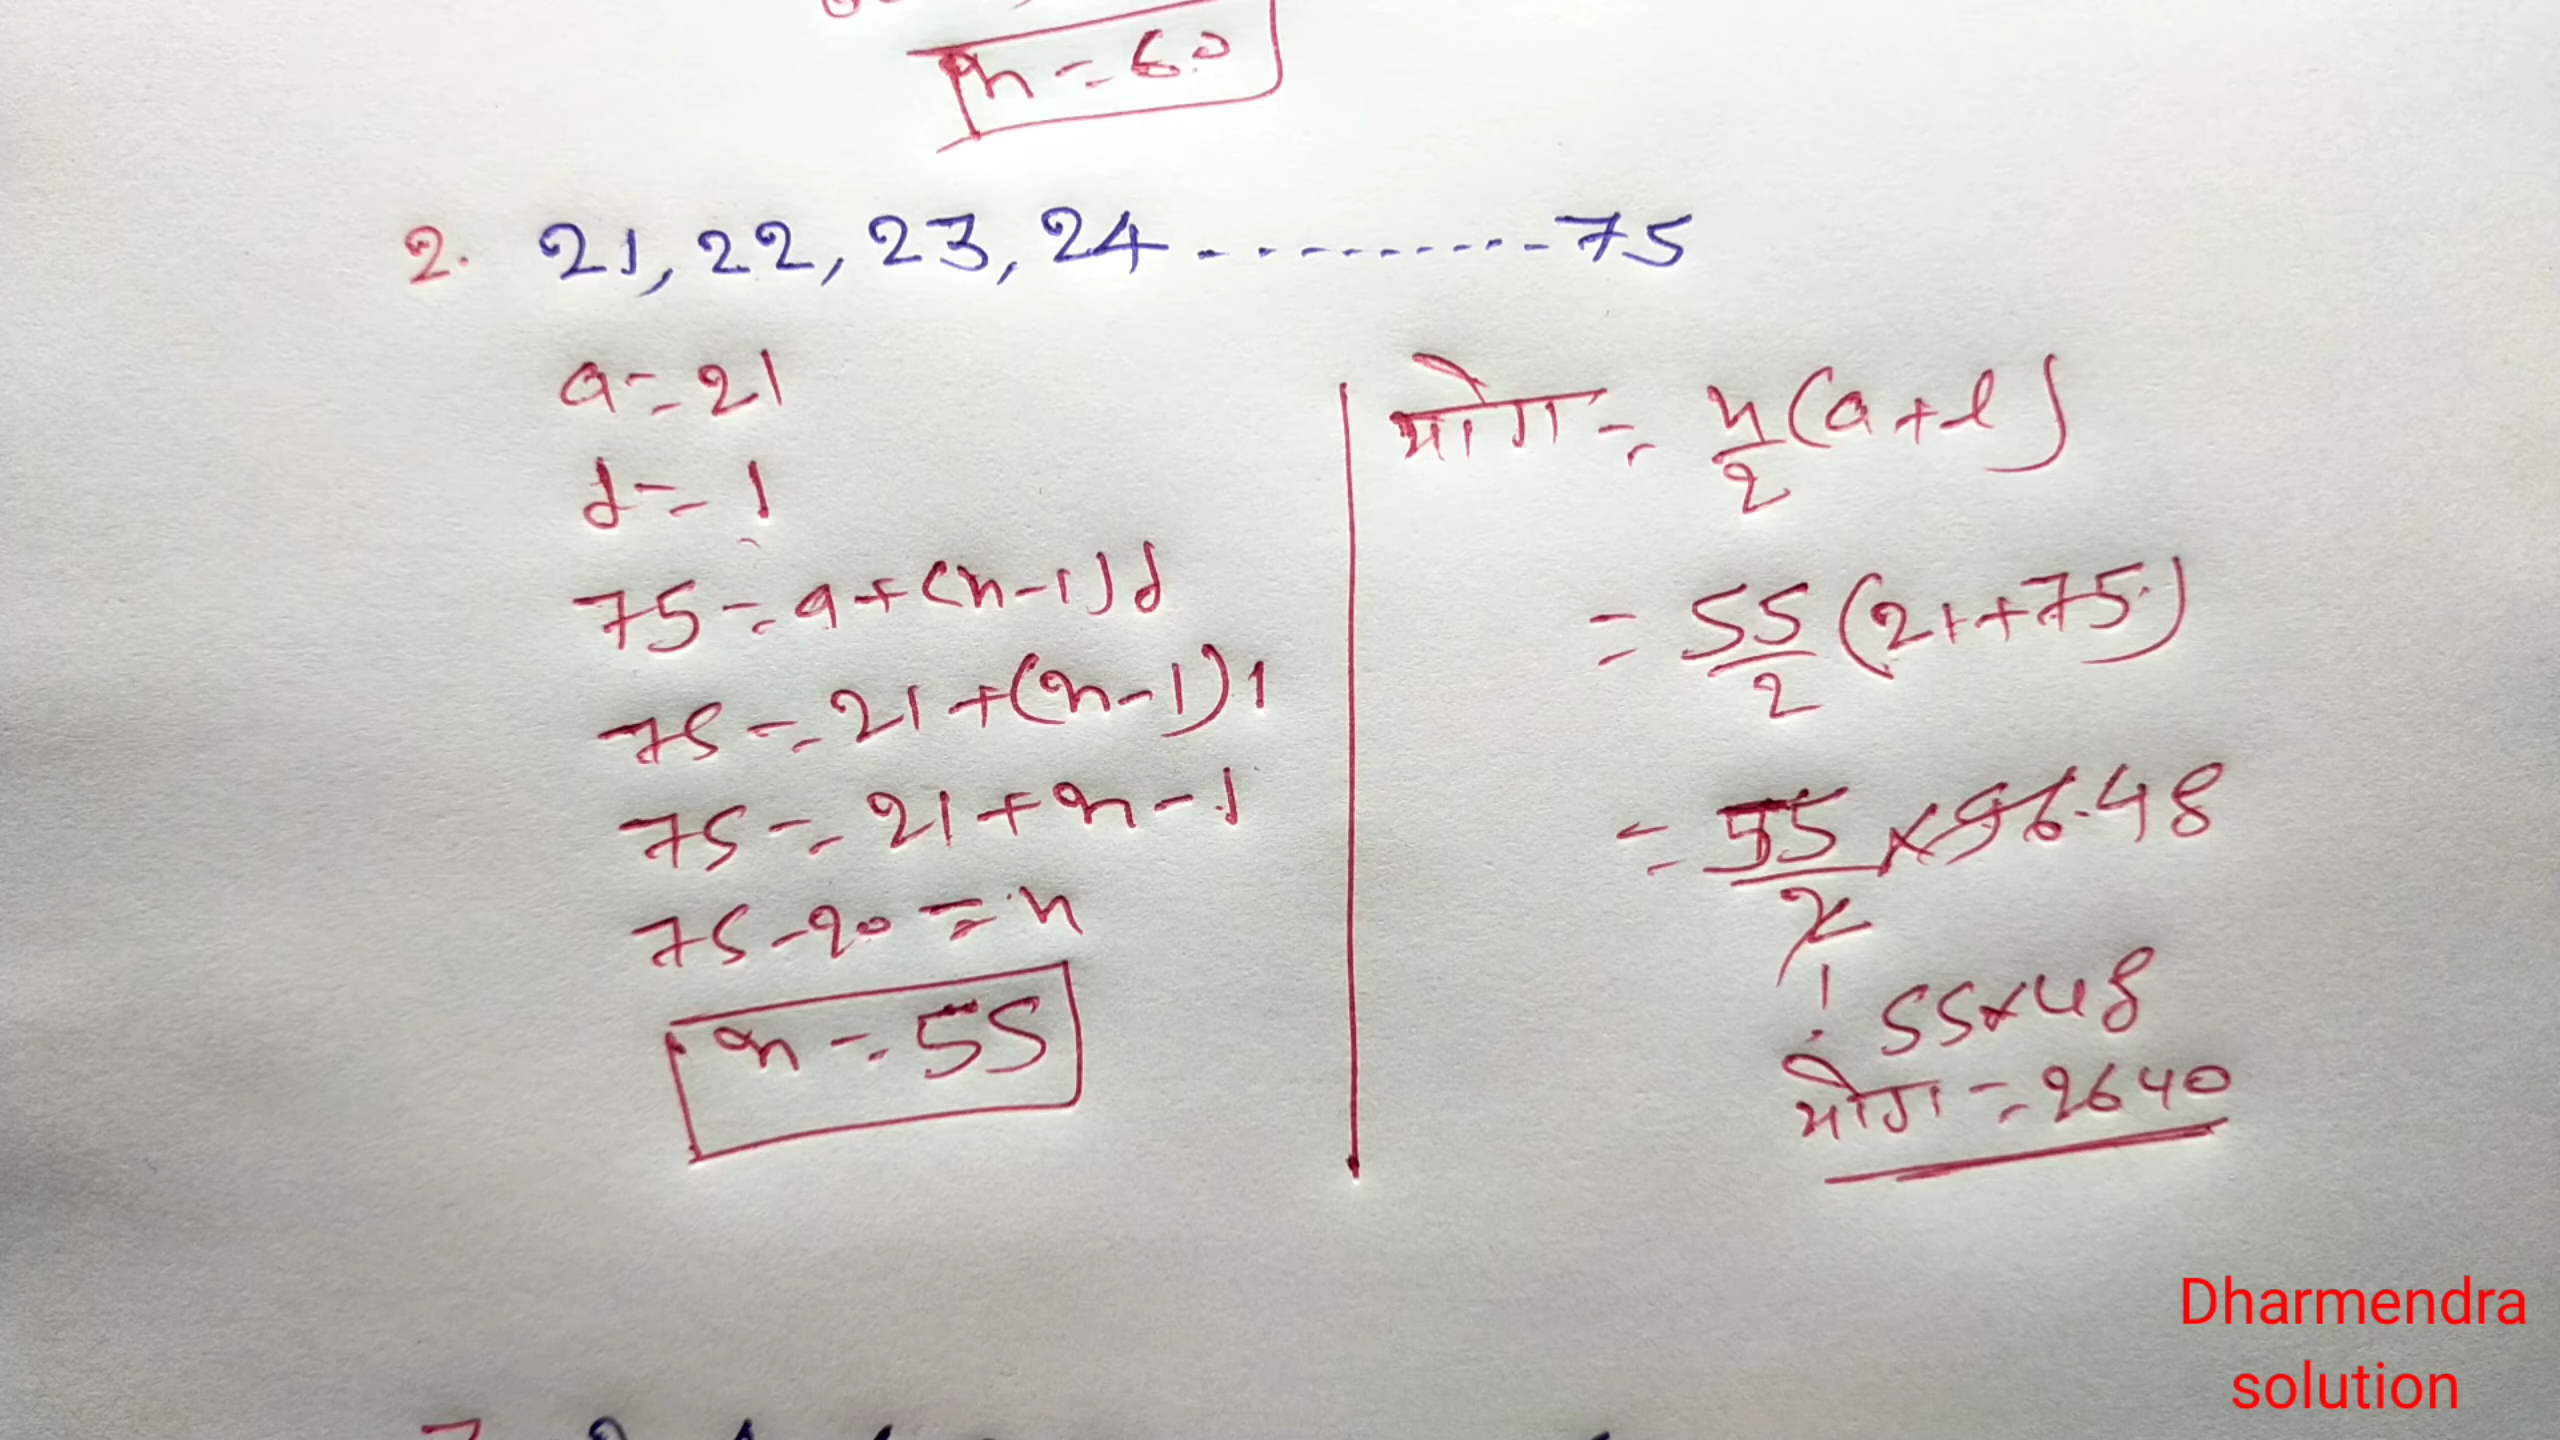 n = 60
2. 21, 22, 23, 24 ---------- 75
a = 21
d = 1
75 = a + (n-1)d
75 = 21 + (n-1)1
75 = 21 + n - 1
75 - 20 = n
n = 55
योग = n/2 (a + l)
= 55/2 (21 + 75)
= 55/2 × 96 48
1
55×48
योग = 2640
Dharmendra
solution